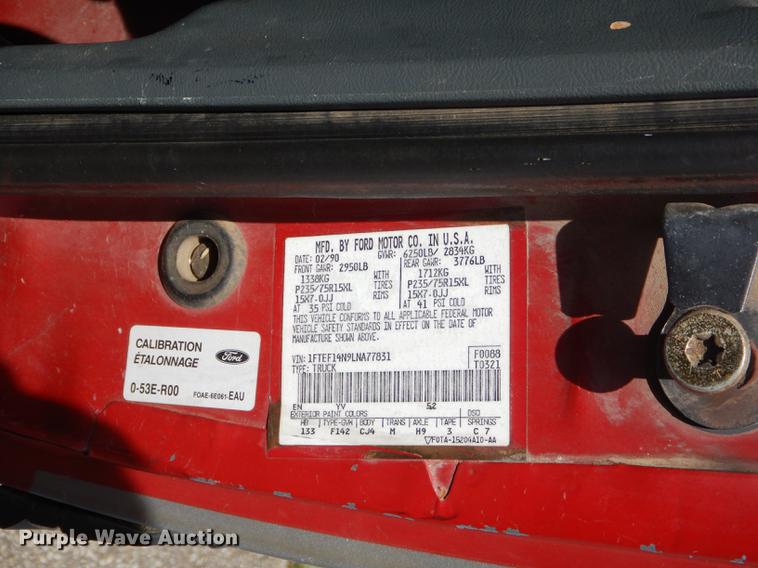 MFD. BY FORD MOTOR CO. IN U.S.A.
DATE: 02/90 GVWR: 6250LB/ 2834KG
FRONT GAWR: 2950LB REAR GAWR: 3776LB
1338KG WITH 1712KG WITH
P235/75R15XL TIRES P235/75R15XL TIRES
15X7.0JJ RIMS 15X7.0JJ RIMS
AT 35 PSI COLD AT 41 PSI COLD
THIS VEHICLE CONFORMS TO ALL APPLICABLE FEDERAL MOTOR
VEHICLE SAFETY STANDARDS IN EFFECT ON THE DATE OF
MANUFACTURE SHOWN ABOVE.
VIN: 1FTEF14N9LNA77831 F0088
TYPE: TRUCK T0321
EN YV 52
EXTERIOR PAINT COLORS DSO
WB TYPE-GVW BODY TRANS AXLE TAPE SPRINGS
133 F142 CJ4 M H9 3 C 7
F0TA-15204A10-AA
CALIBRATION
ÉTALONNAGE
Ford
0-53E-R00 FOAE-6E061-EAU
Purple Wave Auction